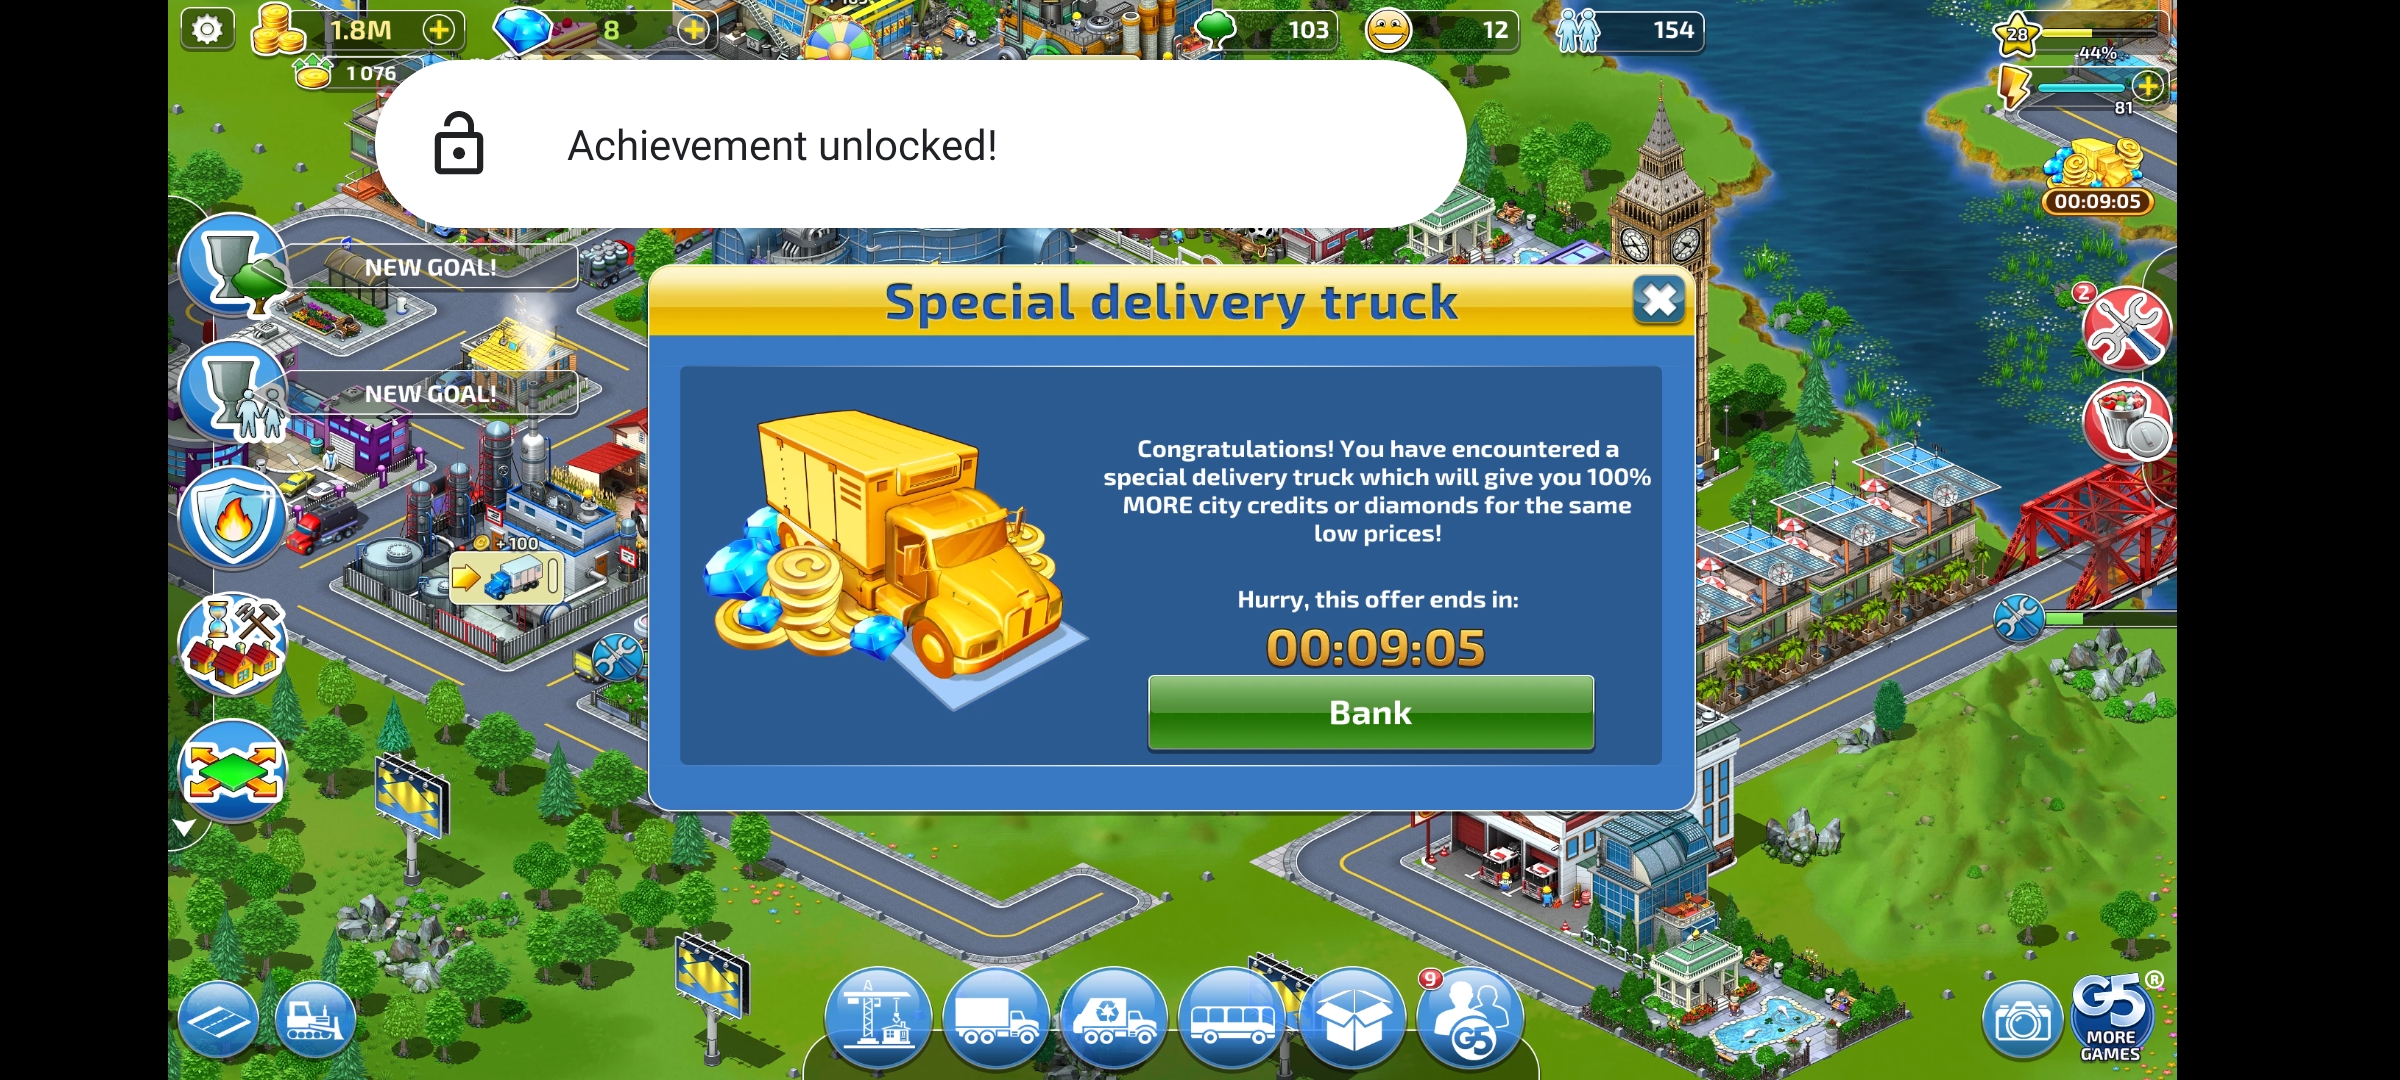 1.8M
8
103
12
154
28
44%
1 076
81
Achievement unlocked!
00:09:05
NEW GOAL!
Special delivery truck
2
NEW GOAL!
Congratulations! You have encountered a
special delivery truck which will give you 100%
MORE city credits or diamonds for the same
low prices!
+100
Hurry, this offer ends in:
00:09:05
Bank
9
G5
G5®
MORE
GAMES